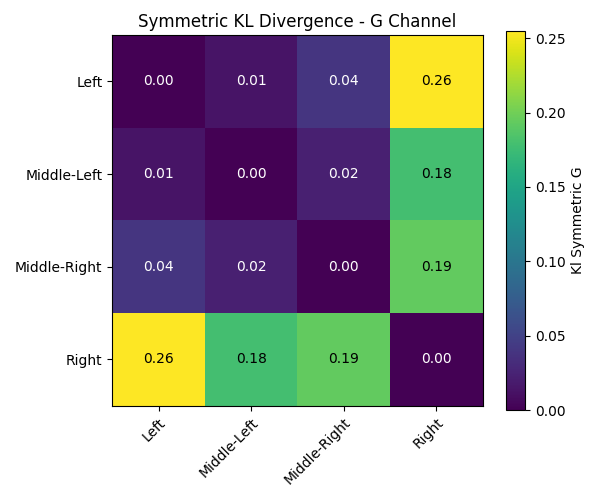 Symmetric KL Divergence - G Channel
Left
0.00 0.01 0.04 0.26
Middle-Left
0.01 0.00 0.02 0.18
Middle-Right
0.04 0.02 0.00 0.19
Right
0.26 0.18 0.19 0.00
Left
Middle-Left
Middle-Right
Right
0.25
0.20
0.15
0.10
0.05
0.00
Kl Symmetric G